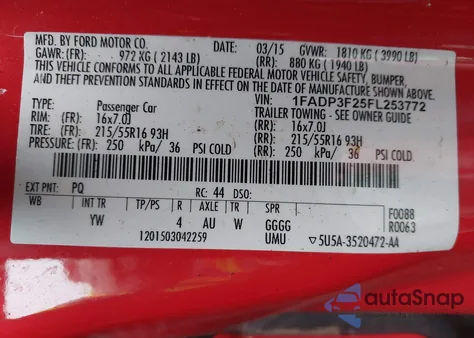 MFD. BY FORD MOTOR CO.
03/15 GVWR: 1810 KG ( 3990 LB)
GAWR: (FR): 972 KG ( 2143 LB) (RR): 880 KG ( 1940 LB)
THIS VEHICLE CONFORMS TO ALL APPLICABLE FEDERAL MOTOR VEHICLE SAFETY, BUMPER,
AND THEFT PREVENTION STANDARDS IN EFFECT ON THE DATE OF MANUFACTURE SHOWN ABOVE.
VIN: 1FADP3F25FL253772
TYPE: Passenger Car TRAILER TOWING - SEE OWNER GUIDE
RIM: (FR): 16x7.0J (RR): 16x7.0J
TIRE: (FR): 215/55R16 93H (RR): 215/55R16 93H
PRESSURE: (FR): 250 kPa/ 36 PSI COLD (RR): 250 kPa/ 36 PSI COLD
EXT PNT: PQ RC: 44 DSO:
WB INT TR TP/PS R AXLE TR SPR F0088
YW 4 AU W GGGG R0063
1201503042259 UMU 5U5A-3520472-AA
autoSnap